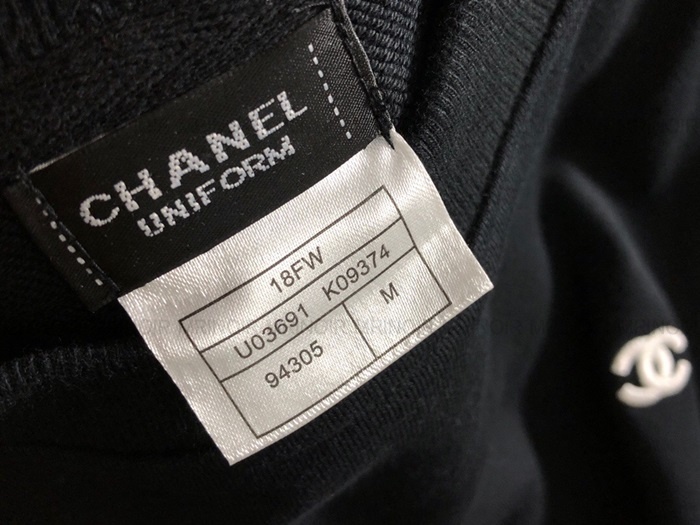 CHANEL
UNIFORM
18FW
U03691 K09374
94305 M